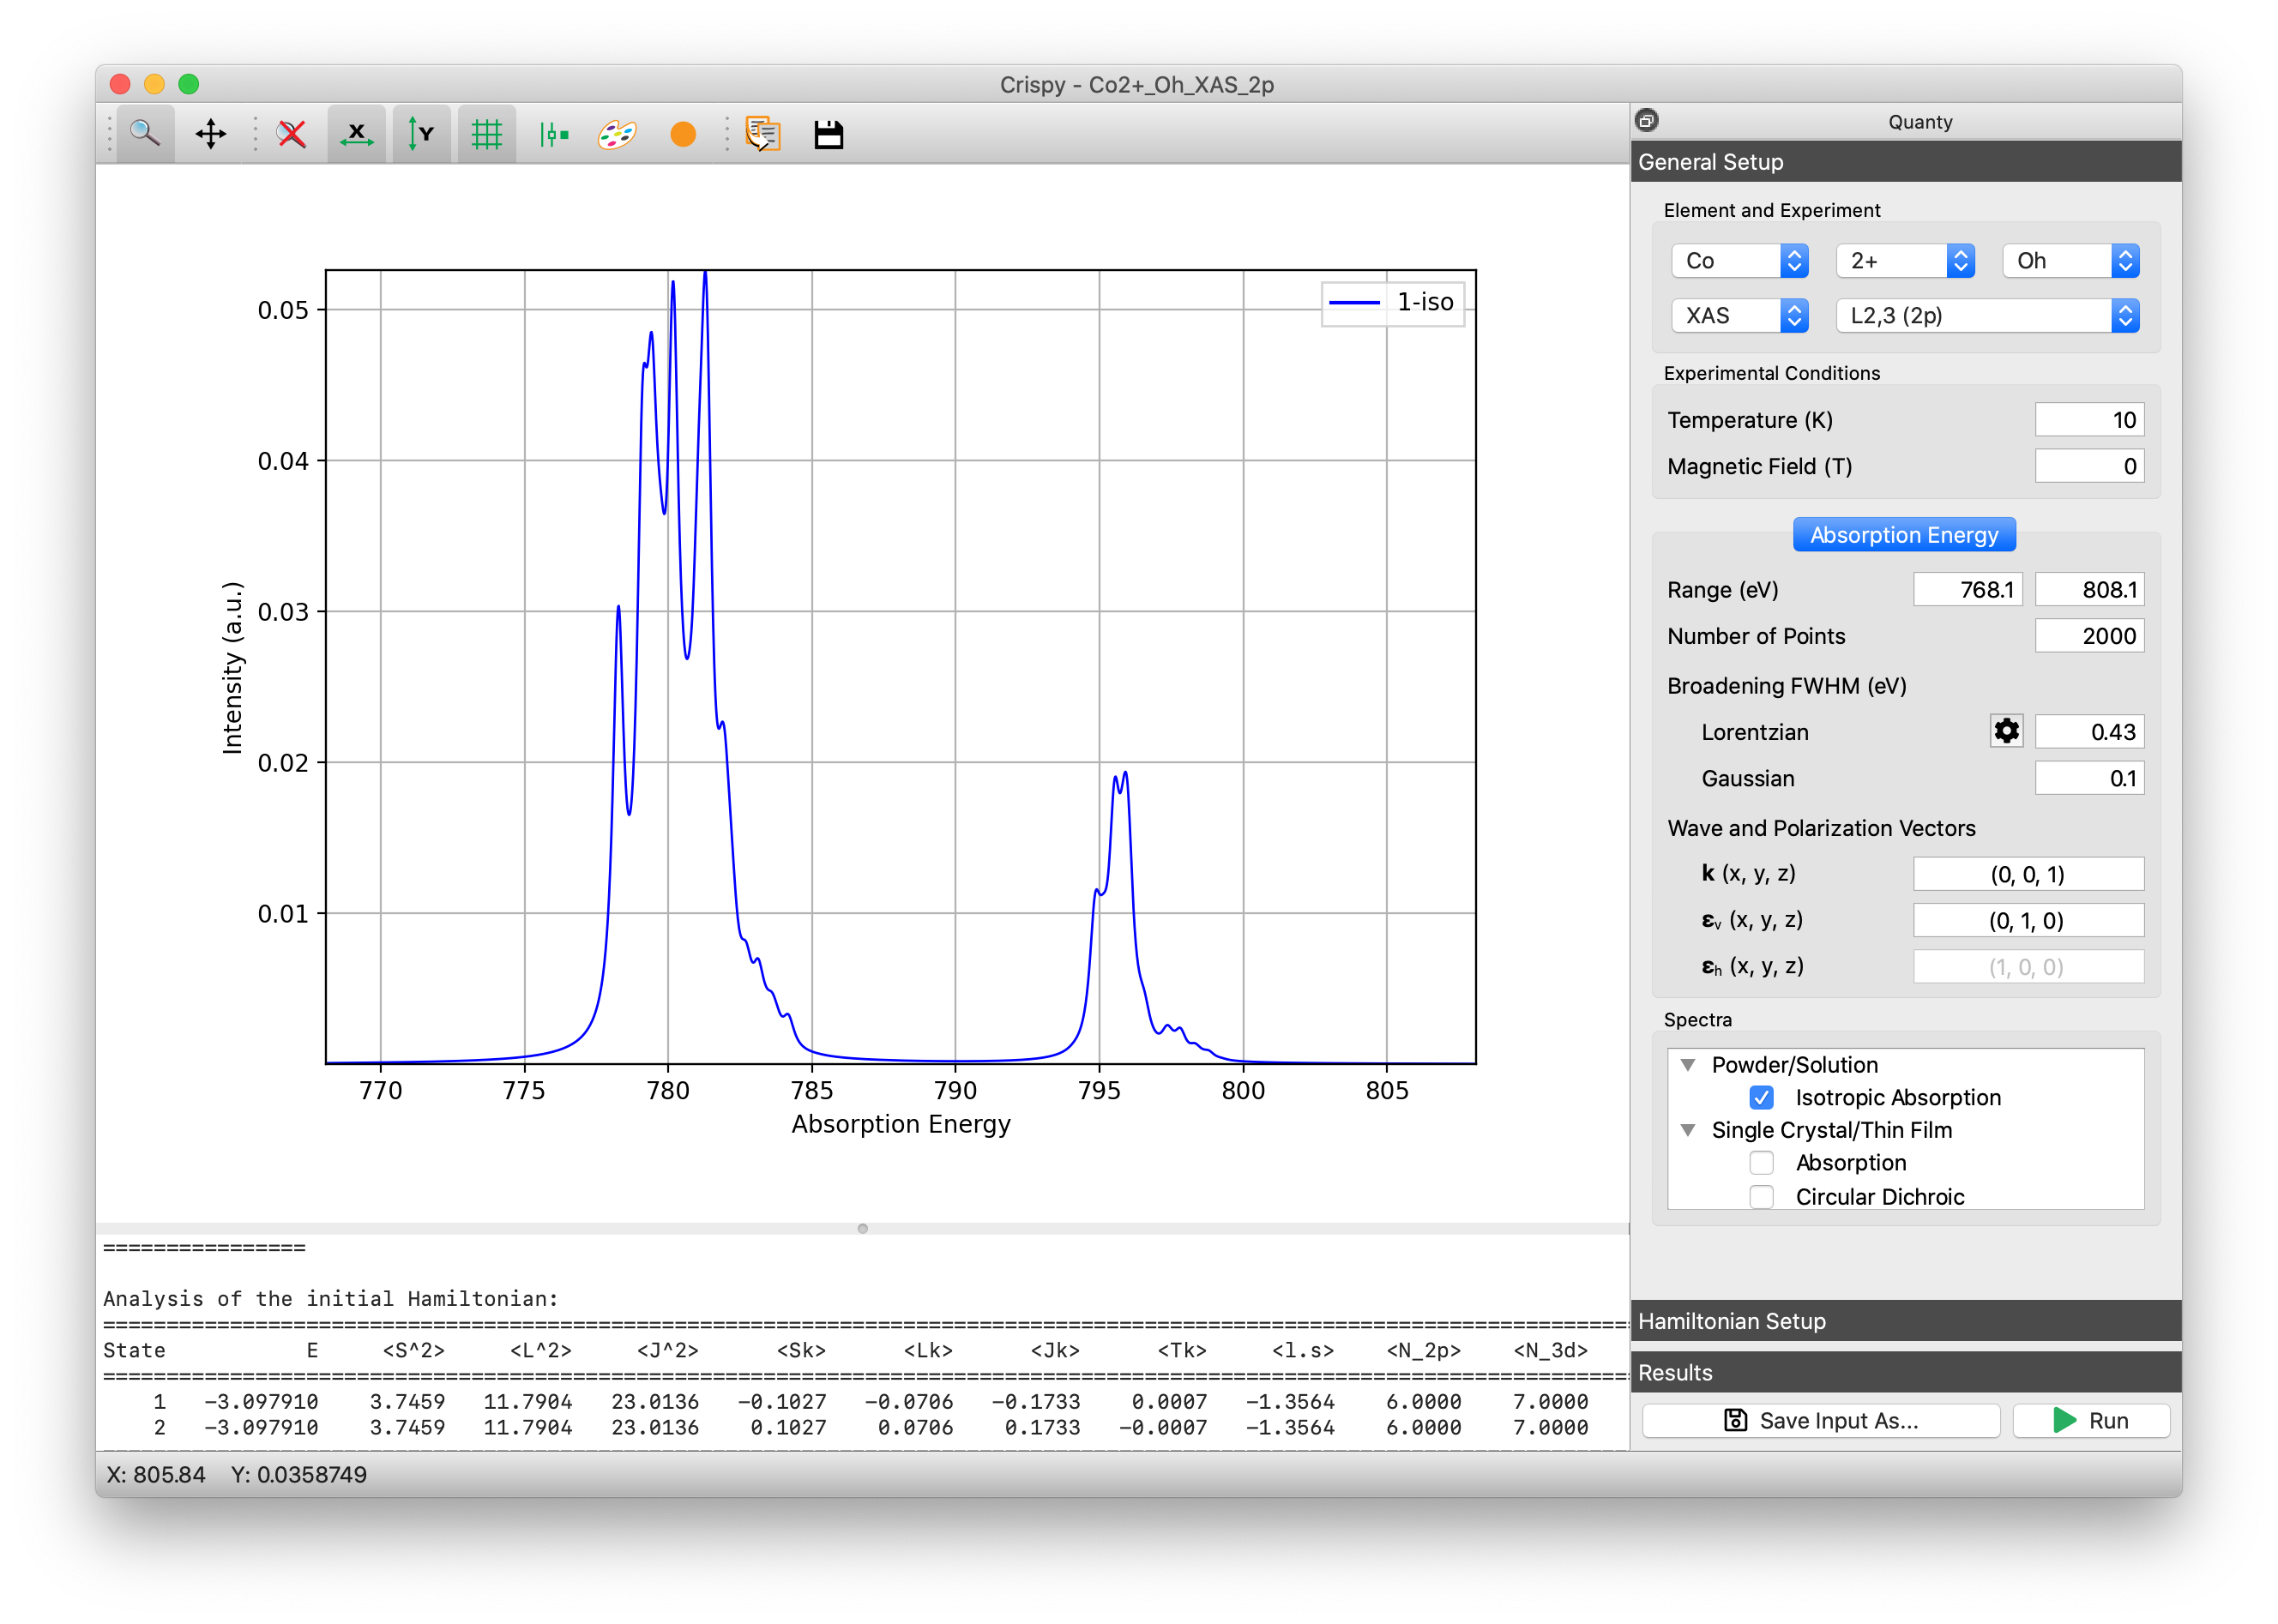 Crispy - Co2+_Oh_XAS_2p
X
Y
1-iso
0.05
0.04
0.03
0.02
0.01
Intensity (a.u.)
770 775 780 785 790 795 800 805
Absorption Energy
===============
Analysis of the initial Hamiltonian:
State E <S^2> <L^2> <J^2> <Sk> <Lk> <Jk> <Tk> <l.s> <N_2p> <N_3d>
1 −3.097910 3.7459 11.7904 23.0136 −0.1027 −0.0706 −0.1733 0.0007 −1.3564 6.0000 7.0000
2 −3.097910 3.7459 11.7904 23.0136 0.1027 0.0706 0.1733 −0.0007 −1.3564 6.0000 7.0000
X: 805.84 Y: 0.0358749
Quanty
General Setup
Element and Experiment
Co 2+ Oh
XAS L2,3 (2p)
Experimental Conditions
Temperature (K) 10
Magnetic Field (T) 0
Absorption Energy
Range (eV) 768.1 808.1
Number of Points 2000
Broadening FWHM (eV)
Lorentzian 0.43
Gaussian 0.1
Wave and Polarization Vectors
k (x, y, z) (0, 0, 1)
εv (x, y, z) (0, 1, 0)
εh (x, y, z) (1, 0, 0)
Spectra
Powder/Solution
Isotropic Absorption
Single Crystal/Thin Film
Absorption
Circular Dichroic
Hamiltonian Setup
Results
Save Input As... Run